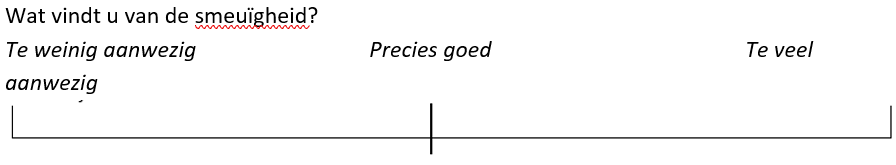 Wat vindt u van de smeuïgheid?
Te weinig aanwezig Precies goed Te veel
aanwezig